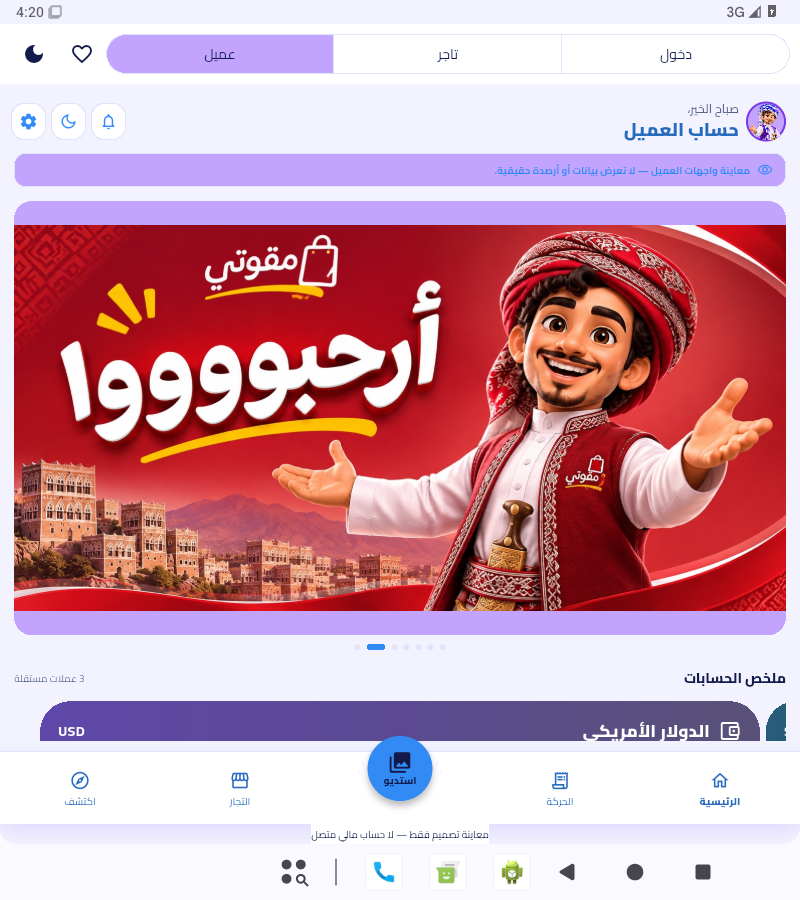 4:20
3G
دخول
تاجر
عميل
صباح الخير،
حساب العميل
معاينة واجهات العميل — لا تعرض بيانات أو أرصدة حقيقية.
مقوتي
أرحبوووووا
مقوتي
ملخص الحسابات
3 عملات مستقلة
الدولار الأمريكي
USD
الرئيسية
الحركة
استديو
التجار
اكتشف
معاينة تصميم فقط — لا حساب مالي متصل